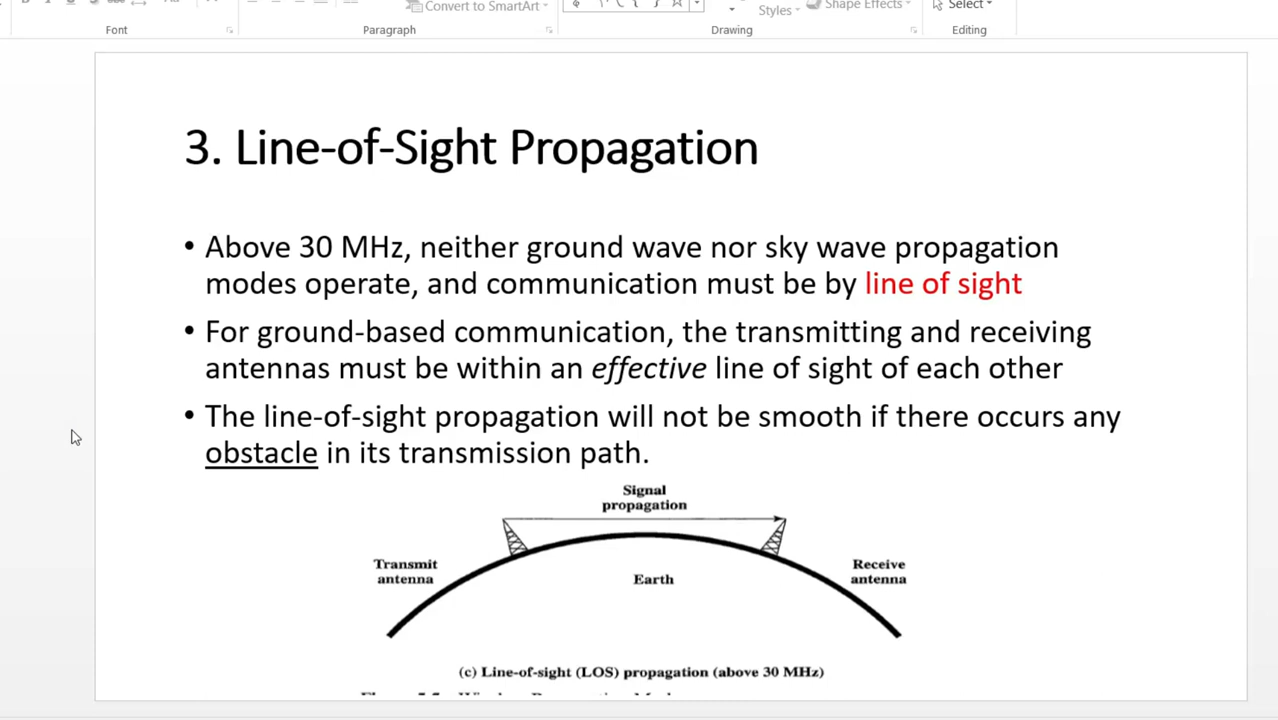 Convert to SmartArt
Styles
Shape Effects
Select
Font
Paragraph
Drawing
Editing
3. Line-of-Sight Propagation
• Above 30 MHz, neither ground wave nor sky wave propagation
modes operate, and communication must be by line of sight
• For ground-based communication, the transmitting and receiving
antennas must be within an effective line of sight of each other
• The line-of-sight propagation will not be smooth if there occurs any
obstacle in its transmission path.
Signal
propagation
Transmit
antenna
Earth
Receive
antenna
(c) Line-of-sight (LOS) propagation (above 30 MHz)